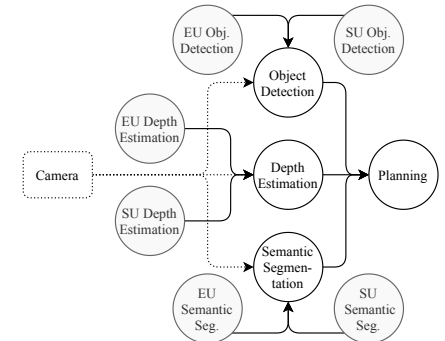 EU Obj.
Detection
SU Obj.
Detection
Object
Detection
EU Depth
Estimation
Camera
Depth
Estimation
Planning
SU Depth
Estimation
Semantic
Segmen-
tation
EU
Semantic
Seg.
SU
Semantic
Seg.